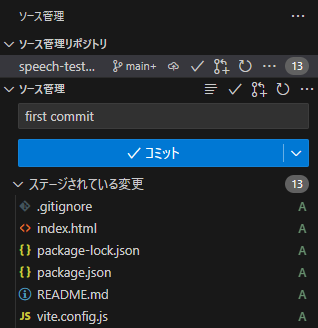 ソース管理
ソース管理リポジトリ
speech-test... main+ 13
ソース管理
first commit
コミット
ステージされている変更 13
.gitignore A
index.html A
package-lock.json A
package.json A
README.md A
vite.config.js A